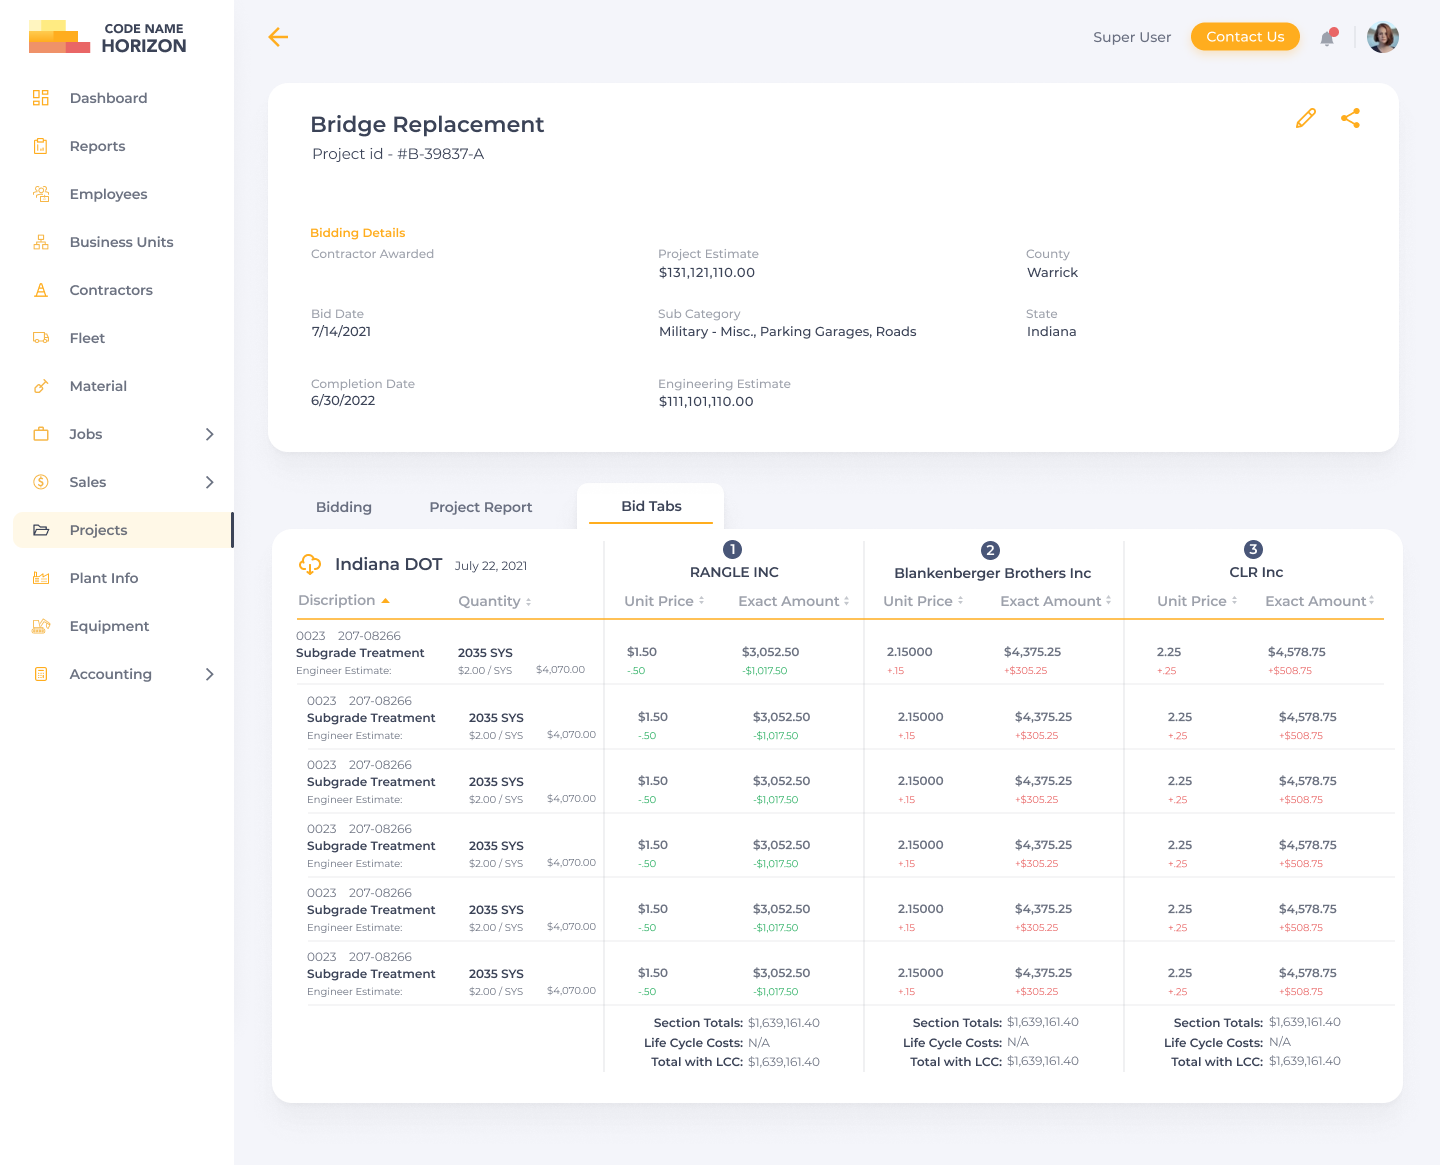 CODE NAME
HORIZON
Dashboard
Reports
Employees
Business Units
Contractors
Fleet
Material
Jobs
Sales
Projects
Plant Info
Equipment
Accounting
Super User
Contact Us
Bridge Replacement
Project id - #B-39837-A
Bidding Details
Contractor Awarded
Project Estimate
$131,121,110.00
County
Warrick
Bid Date
7/14/2021
Sub Category
Military - Misc., Parking Garages, Roads
State
Indiana
Completion Date
6/30/2022
Engineering Estimate
$111,101,110.00
Bidding Project Report Bid Tabs
Indiana DOT July 22, 2021
1
RANGLE INC
2
Blankenberger Brothers Inc
3
CLR Inc
Discription Quantity Unit Price Exact Amount Unit Price Exact Amount Unit Price Exact Amount
0023 207-08266
Subgrade Treatment 2035 SYS $1.50 $3,052.50 2.15000 $4,375.25 2.25 $4,578.75
Engineer Estimate: $2.00 / SYS $4,070.00 -.50 -$1,017.50 +.15 +$305.25 +.25 +$508.75
0023 207-08266
Subgrade Treatment 2035 SYS $1.50 $3,052.50 2.15000 $4,375.25 2.25 $4,578.75
Engineer Estimate: $2.00 / SYS $4,070.00 -.50 -$1,017.50 +.15 +$305.25 +.25 +$508.75
0023 207-08266
Subgrade Treatment 2035 SYS $1.50 $3,052.50 2.15000 $4,375.25 2.25 $4,578.75
Engineer Estimate: $2.00 / SYS $4,070.00 -.50 -$1,017.50 +.15 +$305.25 +.25 +$508.75
0023 207-08266
Subgrade Treatment 2035 SYS $1.50 $3,052.50 2.15000 $4,375.25 2.25 $4,578.75
Engineer Estimate: $2.00 / SYS $4,070.00 -.50 -$1,017.50 +.15 +$305.25 +.25 +$508.75
0023 207-08266
Subgrade Treatment 2035 SYS $1.50 $3,052.50 2.15000 $4,375.25 2.25 $4,578.75
Engineer Estimate: $2.00 / SYS $4,070.00 -.50 -$1,017.50 +.15 +$305.25 +.25 +$508.75
0023 207-08266
Subgrade Treatment 2035 SYS $1.50 $3,052.50 2.15000 $4,375.25 2.25 $4,578.75
Engineer Estimate: $2.00 / SYS $4,070.00 -.50 -$1,017.50 +.15 +$305.25 +.25 +$508.75
Section Totals: $1,639,161.40 Section Totals: $1,639,161.40 Section Totals: $1,639,161.40
Life Cycle Costs: N/A Life Cycle Costs: N/A Life Cycle Costs: N/A
Total with LCC: $1,639,161.40 Total with LCC: $1,639,161.40 Total with LCC: $1,639,161.40